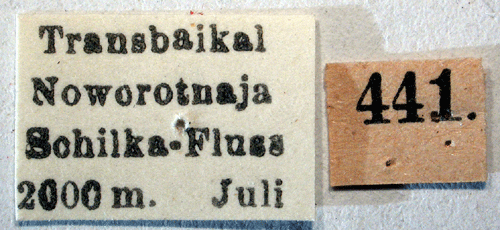 Transbaikal
Noworotnaja
Schilka-Fluss
2000 m. Juli
441.